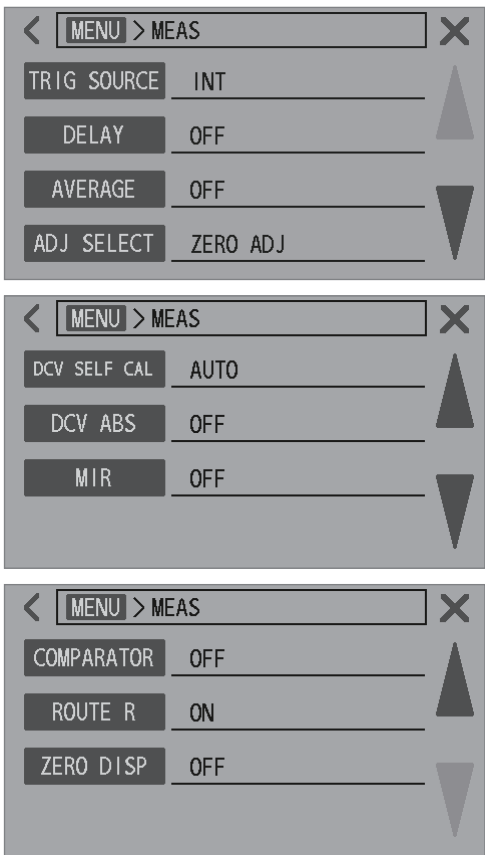 MENU > MEAS
TRIG SOURCE INT
DELAY OFF
AVERAGE OFF
ADJ SELECT ZERO ADJ
MENU > MEAS
DCV SELF CAL AUTO
DCV ABS OFF
MIR OFF
MENU > MEAS
COMPARATOR OFF
ROUTE R ON
ZERO DISP OFF